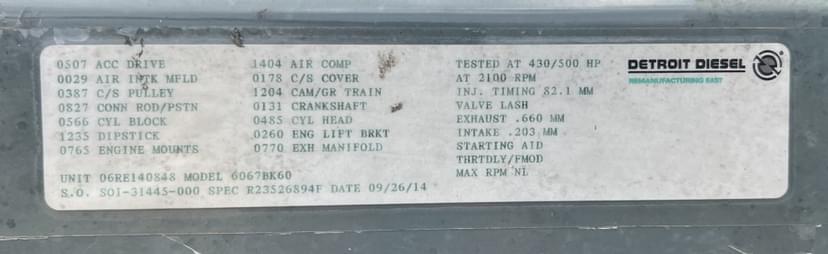 0507 ACC DRIVE
0029 AIR INTK MFLD
0387 C/S PULLEY
0827 CONN ROD/PSTN
0566 CYL BLOCK
1235 DIPSTICK
0765 ENGINE MOUNTS
1404 AIR COMP
0178 C/S COVER
1204 CAM/GR TRAIN
0131 CRANKSHAFT
0485 CYL HEAD
0260 ENG LIFT BRKT
0770 EXH MANIFOLD
TESTED AT 430/500 HP
AT 2100 RPM
INJ. TIMING 82.1 MM
VALVE LASH
EXHAUST .660 MM
INTAKE .203 MM
STARTING AID
THRTDLY/FMOD
MAX RPM NL
DETROIT DIESEL
REMANUFACTURING EAST
UNIT 06RE140848 MODEL 6067BK60
S.O. SOI-31445-000 SPEC R23526894F DATE 09/26/14